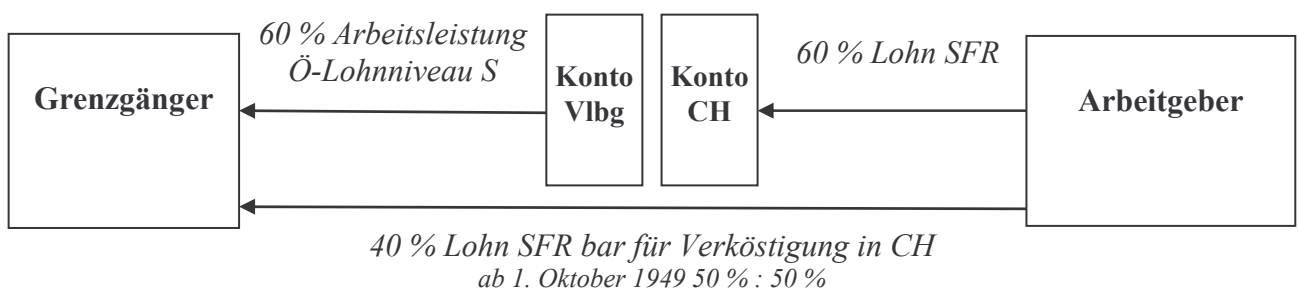 60 % Arbeitsleistung
Ö-Lohnniveau S
60 % Lohn SFR
Grenzgänger
Konto
Vlbg
Konto
CH
Arbeitgeber
40 % Lohn SFR bar für Verköstigung in CH
ab 1. Oktober 1949 50 % : 50 %